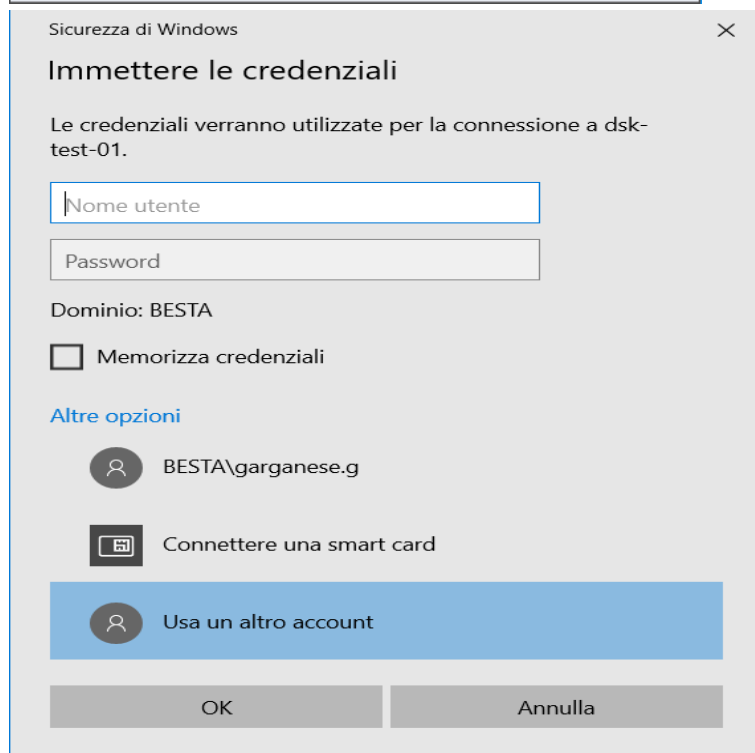 Sicurezza di Windows
Immettere le credenziali
Le credenziali verranno utilizzate per la connessione a dsk-
test-01.
Nome utente
Password
Dominio: BESTA
Memorizza credenziali
Altre opzioni
BESTA\garganese.g
Connettere una smart card
Usa un altro account
OK
Annulla